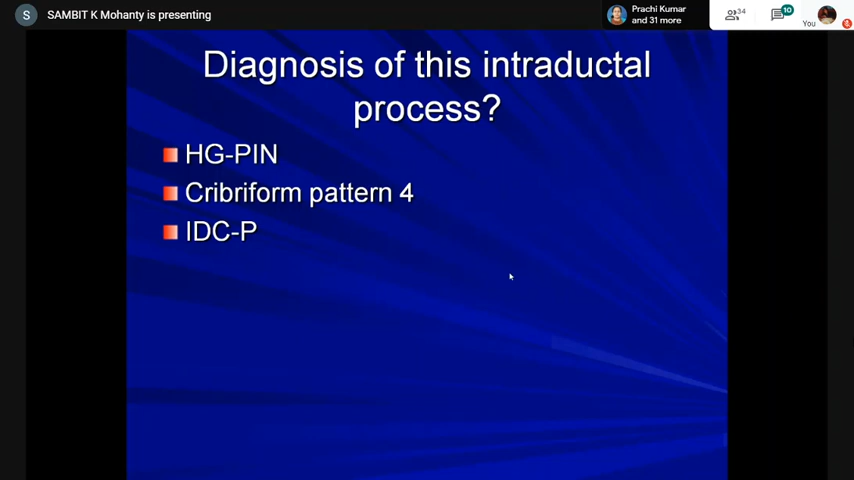 S SAMBIT K Mohanty is presenting
Prachi Kumar
and 31 more
34
10
You
Diagnosis of this intraductal
process?
HG-PIN
Cribriform pattern 4
IDC-P